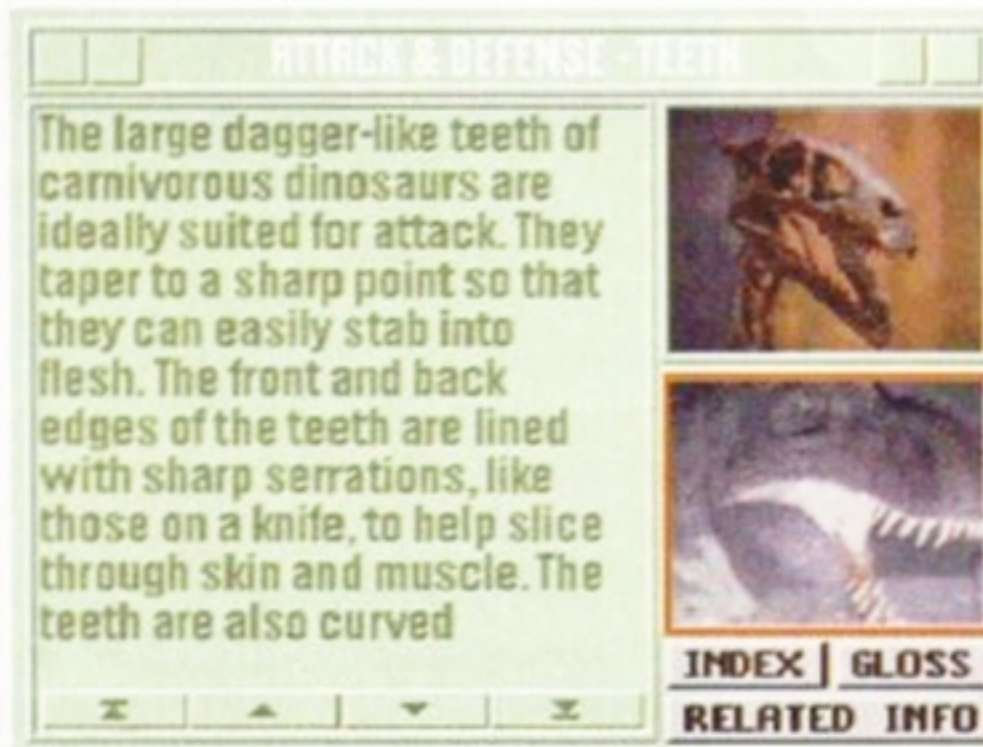 ATTACK & DEFENSE - TEETH
The large dagger-like teeth of
carnivorous dinosaurs are
ideally suited for attack. They
taper to a sharp point so that
they can easily stab into
flesh. The front and back
edges of the teeth are lined
with sharp serrations, like
those on a knife, to help slice
through skin and muscle. The
teeth are also curved
INDEX | GLOSS
RELATED INFO